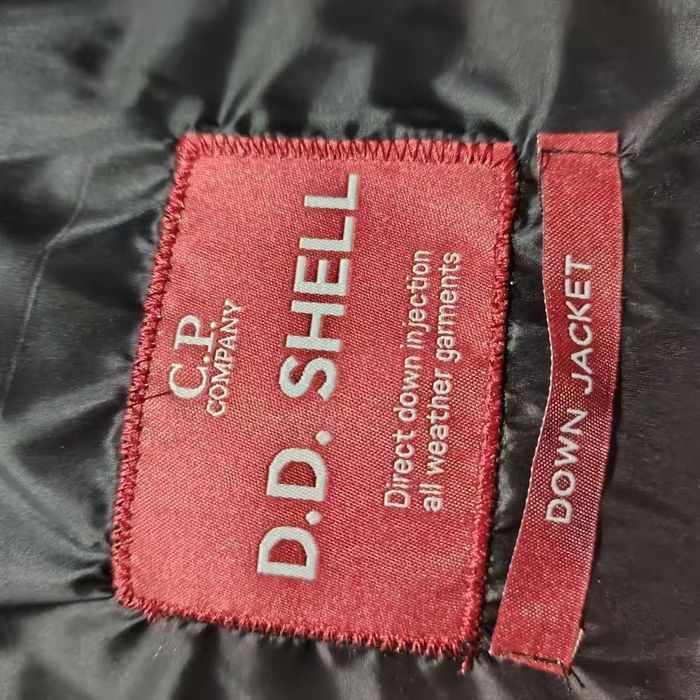 C.P.
COMPANY
D.D. SHELL
Direct down injection
all weather garments
DOWN JACKET